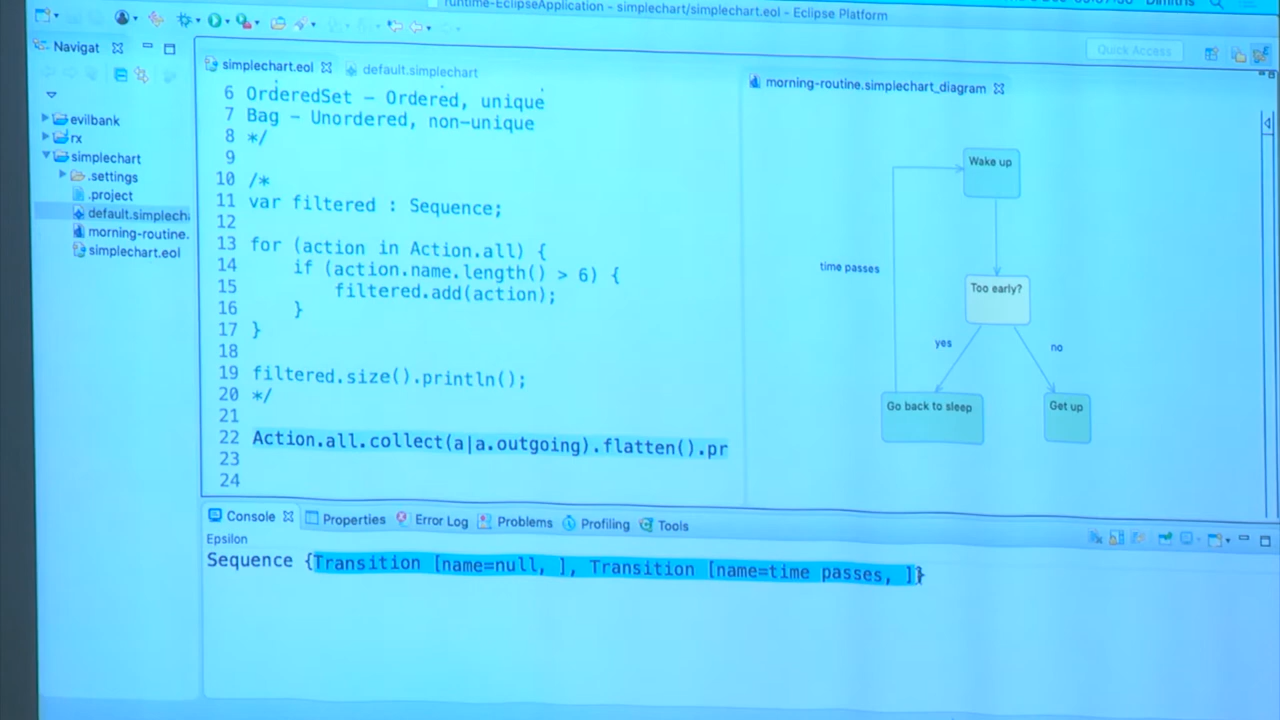 runtime-EclipseApplication - simplechart/simplechart.eol - Eclipse Platform
Quick Access
Navigat
evilbank
rx
simplechart
.settings
.project
default.simplech
morning-routine.
simplechart.eol
simplechart.eol
default.simplechart
6 OrderedSet - Ordered, unique
7 Bag - Unordered, non-unique
8 */
9
10 /*
11 var filtered : Sequence;
12
13 for (action in Action.all) {
14 if (action.name.length() > 6) {
15 filtered.add(action);
16 }
17 }
18
19 filtered.size().println();
20 */
21
22 Action.all.collect(a|a.outgoing).flatten().pr
23
24
morning-routine.simplechart_diagram
Wake up
time passes
Too early?
yes
no
Go back to sleep
Get up
Console
Properties
Error Log
Problems
Profiling
Tools
Epsilon
Sequence {Transition [name=null, ], Transition [name=time passes, ]}